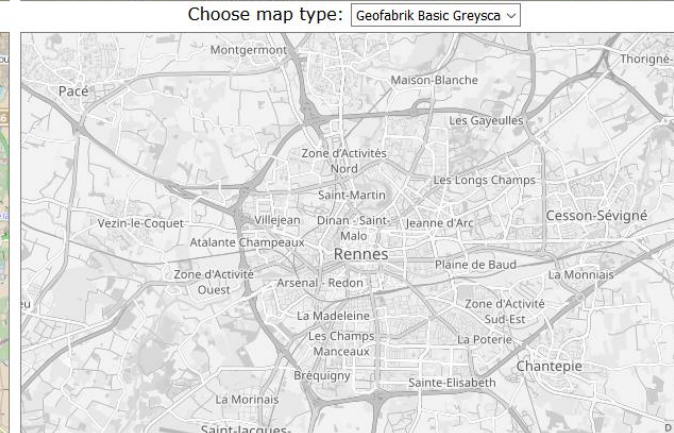 Choose map type: Geofabrik Basic Greysca
Montgermont
Thorigné-
Maison-Blanche
Pacé
Les Gayeulles
Zone d'Activités
Nord
Les Longs Champs
Saint-Martin
Cesson-Sévigné
Vezin-le-Coquet
Villejean
Dinan - Saint-
Malo
Jeanne d'Arc
Atalante Champeaux
Rennes
Plaine de Baud
La Monniais
Zone d'Activité
Ouest
Arsenal - Redon
Zone d'Activité
Sud-Est
La Madeleine
Les Champs
Manceaux
La Poterie
Chantepie
Bréquigny
Sainte-Elisabeth
La Morinais
Saint-Jacques-